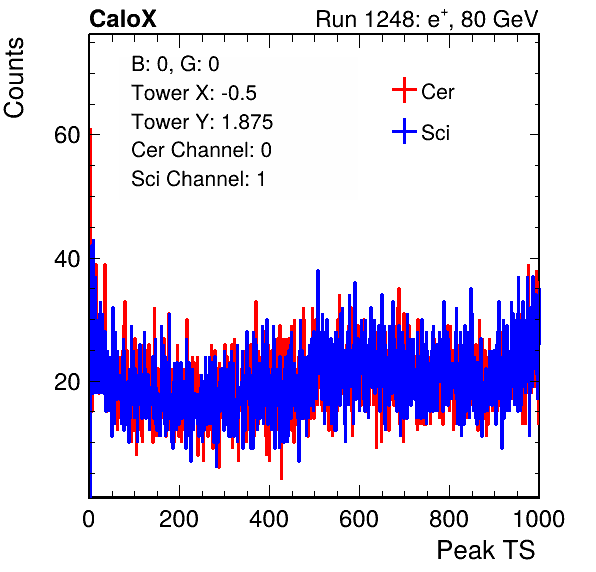 CaloX Run 1248: e⁺, 80 GeV
Counts
B: 0, G: 0
Tower X: -0.5
Tower Y: 1.875
Cer Channel: 0
Sci Channel: 1
Cer
Sci
60
40
20
0 200 400 600 800 1000
Peak TS